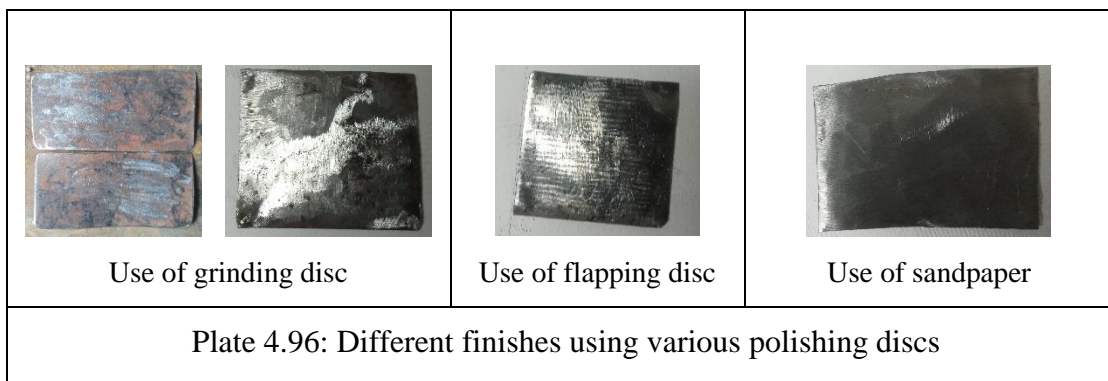 Use of grinding disc
Use of flapping disc
Use of sandpaper
Plate 4.96: Different finishes using various polishing discs